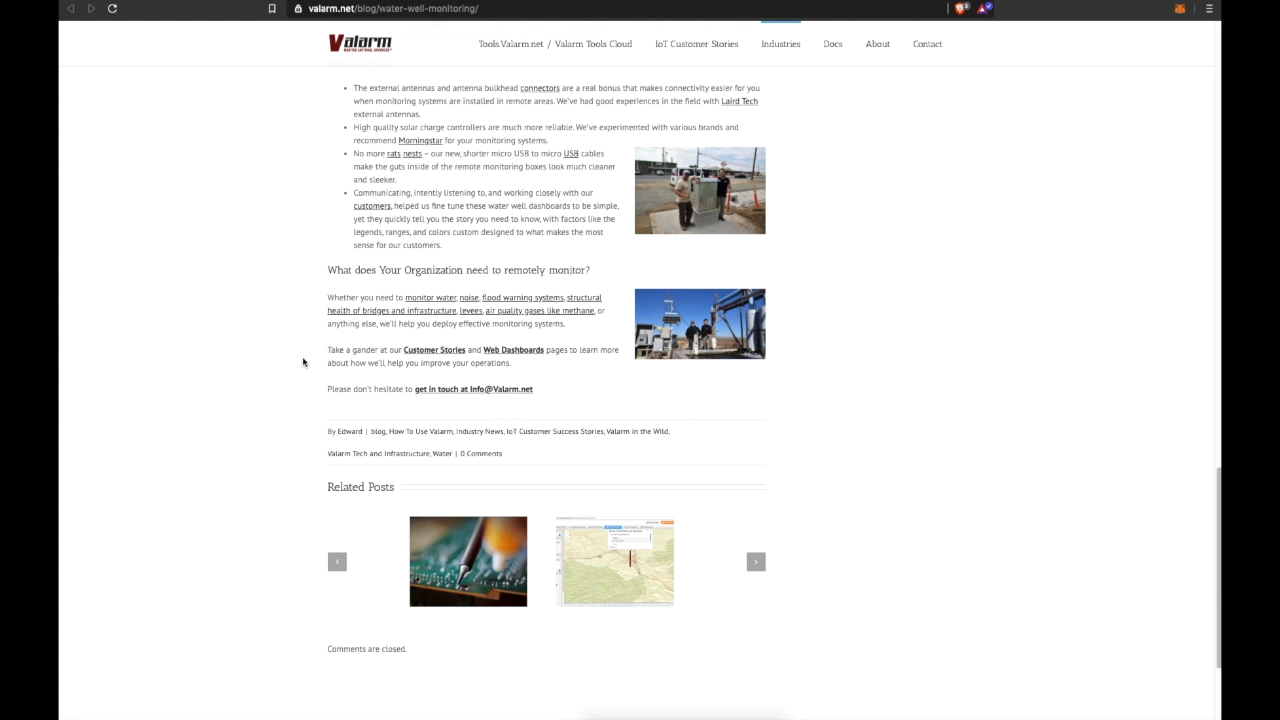 valarm.net/blog/water-well-monitoring/
Valarm
Tools.Valarm.net / Valarm Tools Cloud
IoT Customer Stories
Industries
Docs
About
Contact
• The external antennas and antenna bulkhead connectors are a real bonus that makes connectivity easier for you
when monitoring systems are installed in remote areas. We've had good experiences in the field with Laird Tech
external antennas.
• High quality solar charge controllers are much more reliable. We've experimented with various brands and
recommend Morningstar for your monitoring systems.
• No more rats nests – our new, shorter micro USB to micro USB cables
make the guts inside of the remote monitoring boxes look much cleaner
and sleeker.
• Communicating, intently listening to, and working closely with our
customers, helped us fine tune these water well dashboards to be simple,
yet they quickly tell you the story you need to know, with factors like the
legends, ranges, and colors custom designed to what makes the most
sense for our customers.
What does Your Organization need to remotely monitor?
Whether you need to monitor water, noise, flood warning systems, structural
health of bridges and infrastructure, levees, air quality gases like methane, or
anything else, we'll help you deploy effective monitoring systems.
Take a gander at our Customer Stories and Web Dashboards pages to learn more
about how we'll help you improve your operations.
Please don't hesitate to get in touch at Info@Valarm.net
By Edward | blog, How To Use Valarm, Industry News, IoT Customer Success Stories, Valarm in the Wild,
Valarm Tech and Infrastructure, Water | 0 Comments
Related Posts
Comments are closed.